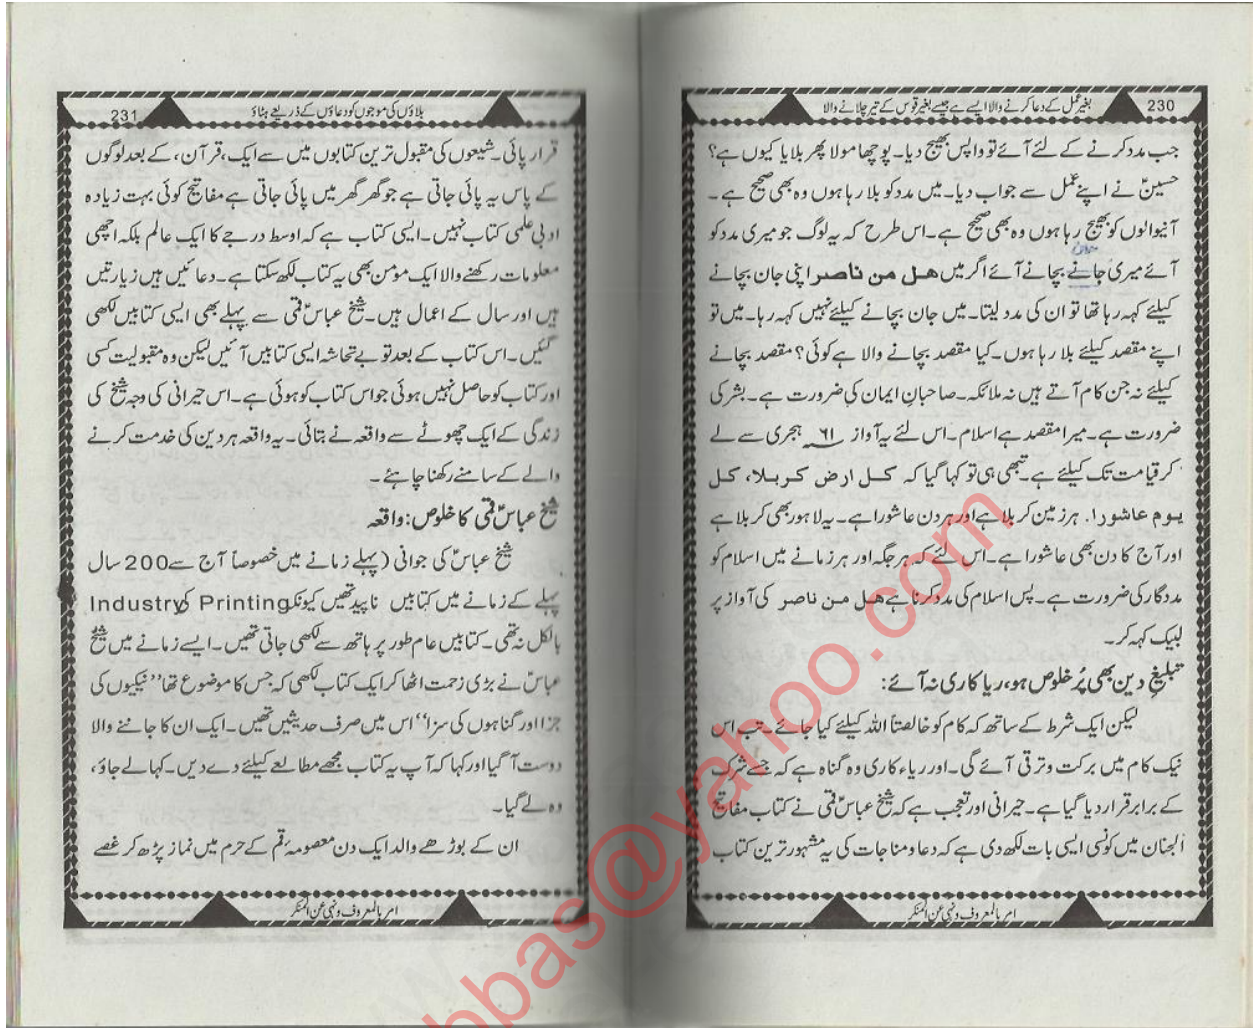 230
بغیر عمل کے دعا کرنے والا ایسے ہے جیسے بغیر قوس کے تیر چلانے والا
جب مدد کرنے کے لئے آئے تو واپس بھیج دیا۔ پوچھا مولا پھر بلایا کیوں ہے؟
حسینؑ نے اپنے عمل سے جواب دیا۔ میں مدد کو بلا رہا ہوں وہ بھی صحیح ہے۔
آنیوالوں کو بھیج رہا ہوں وہ بھی صحیح ہے۔ اس طرح کہ یہ لوگ جو میری مدد کو
جان
آئے میری جانے بچانے آئے اگر میں هل من ناصر اپنی جان بچانے
کیلئے کہہ رہا تھا تو ان کی مدد لیتا۔ میں جان بچانے کیلئے نہیں کہہ رہا۔ میں تو
اپنے مقصد کیلئے بلا رہا ہوں۔ کیا مقصد بچانے والا ہے کوئی؟ مقصد بچانے
کیلئے نہ جن کام آتے ہیں نہ ملائکہ۔ صاحبانِ ایمان کی ضرورت ہے۔ بشر کی
ضرورت ہے۔ میرا مقصد ہے اسلام۔ اس لئے یہ آواز ۶۱ ہجری سے لے
کر قیامت تک کیلئے ہے۔ تبھی ہی تو کہا گیا کہ کل ارض کربلا، کل
یوم عاشورا. ہر زمین کربلا ہے اور ہر دن عاشورا ہے۔ یہ لاہور بھی کربلا ہے
اور آج کا دن بھی عاشورا ہے۔ اس لئے کہ ہر جگہ اور ہر زمانے میں اسلام کو
مددگار کی ضرورت ہے۔ پس اسلام کی مدد کرنا ہے هل من ناصر کی آواز پر
لبیک کہہ کر۔
تبلیغِ دین بھی پُر خلوص ہو، ریا کاری نہ آئے:
لیکن ایک شرط کے ساتھ کہ کام کو خالصتاً اللہ کیلئے کیا جائے۔ تب اس
نیک کام میں برکت و ترقی آئے گی۔ اور ریاء کاری وہ گناہ ہے کہ جسے شرک
کے برابر قرار دیا گیا ہے۔ حیرانی اور تعجب ہے کہ شیخ عباس قمیؒ نے کتاب مفاتیح
الجنان میں کونسی ایسی بات لکھ دی ہے کہ دعا و مناجات کی یہ مشہور ترین کتاب
امر بالمعروف و نہی عن المنکر
231
بلاؤں کی موجوں کو دعاؤں کے ذریعے ہٹاؤ
قرار پائی۔ شیعوں کی مقبول ترین کتابوں میں سے ایک، قرآن، کے بعد لوگوں
کے پاس یہ پائی جاتی ہے جو گھر گھر میں پائی جاتی ہے مفاتیح کوئی بہت زیادہ
ادبی علمی کتاب نہیں۔ ایسی کتاب ہے کہ اوسط درجے کا ایک عالم بلکہ اچھی
معلومات رکھنے والا ایک مومن بھی یہ کتاب لکھ سکتا ہے۔ دعائیں ہیں زیارتیں
ہیں اور سال کے اعمال ہیں۔ شیخ عباس قمیؒ سے پہلے بھی ایسی کتابیں لکھی
گئیں۔ اس کتاب کے بعد تو بے تحاشہ ایسی کتابیں آئیں لیکن وہ مقبولیت کسی
اور کتاب کو حاصل نہیں ہوئی جو اس کتاب کو ہوئی ہے۔ اس حیرانی کی وجہ شیخ کی
زندگی کے ایک چھوٹے سے واقعہ نے بتائی۔ یہ واقعہ ہر دین کی خدمت کرنے
والے کے سامنے رکھنا چاہئے۔
شیخ عباس قمیؒ کا خلوص: واقعہ
شیخ عباسؒ کی جوانی (پہلے زمانے میں خصوصاً آج سے 200 سال
پہلے کے زمانے میں کتابیں ناپید تھیں کیونکہ Printing کی Industry
بالکل نہ تھی۔ کتابیں عام طور پر ہاتھ سے لکھی جاتی تھیں۔ ایسے زمانے میں شیخ
عباسؒ نے بڑی زحمت اٹھا کر ایک کتاب لکھی کہ جس کا موضوع تھا ”نیکیوں کی
جزا اور گناہوں کی سزا“ اس میں صرف حدیثیں تھیں۔ ایک ان کا جاننے والا
دوست آ گیا اور کہا کہ آپ یہ کتاب مجھے مطالعے کیلئے دے دیں۔ کہا لے جاؤ،
وہ لے گیا۔
ان کے بوڑھے والد ایک دن معصومۂ قم کے حرم میں نماز پڑھ کر غصے
امر بالمعروف و نہی عن المنکر
bbas@yahoo.com